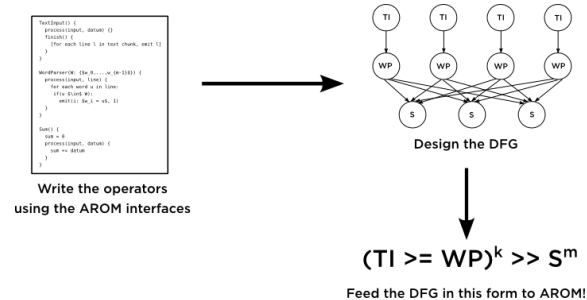 TextInput() {
process(input, datum) {}
finish() {
[for each line l in text chunk, emit l]
}
}
WordParser(W: {$w_0,...,w_{m-1}$}) {
process(input, line) {
for each word u in line:
if(u $\in$ W):
emit(i: $w_i = u$, 1)
}
}
Sum() {
sum = 0
process(input, datum) {
sum += datum
}
}
Write the operators
using the AROM interfaces
TI TI TI TI
WP WP WP WP
S S S
Design the DFG
(TI >= WP)^k >> S^m
Feed the DFG in this form to AROM!